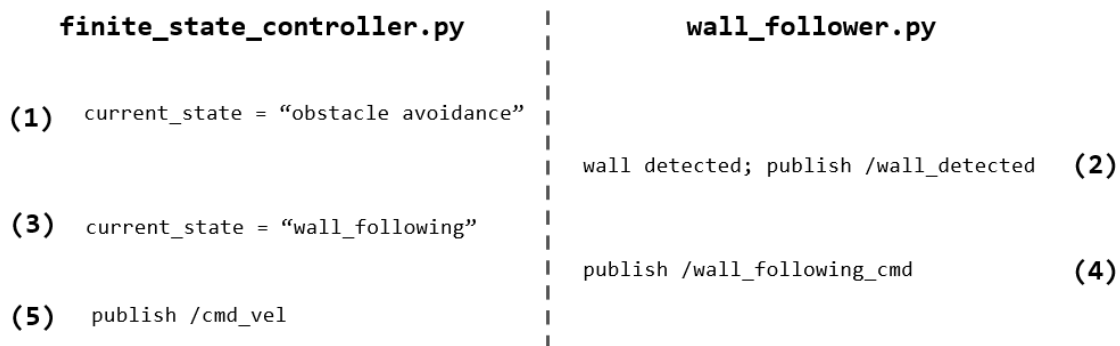 finite_state_controller.py
wall_follower.py
(1) current_state = “obstacle avoidance”
wall detected; publish /wall_detected (2)
(3) current_state = “wall_following”
publish /wall_following_cmd (4)
(5) publish /cmd_vel